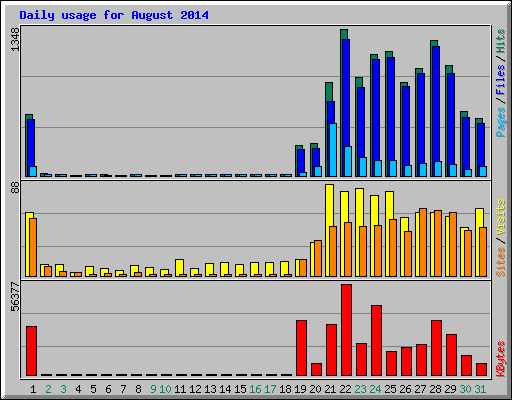 Daily usage for August 2014
1348
Pages / Files / Hits
88
Sites / Visits
56377
KBytes
1 2 3 4 5 6 7 8 9 10 11 12 13 14 15 16 17 18 19 20 21 22 23 24 25 26 27 28 29 30 31